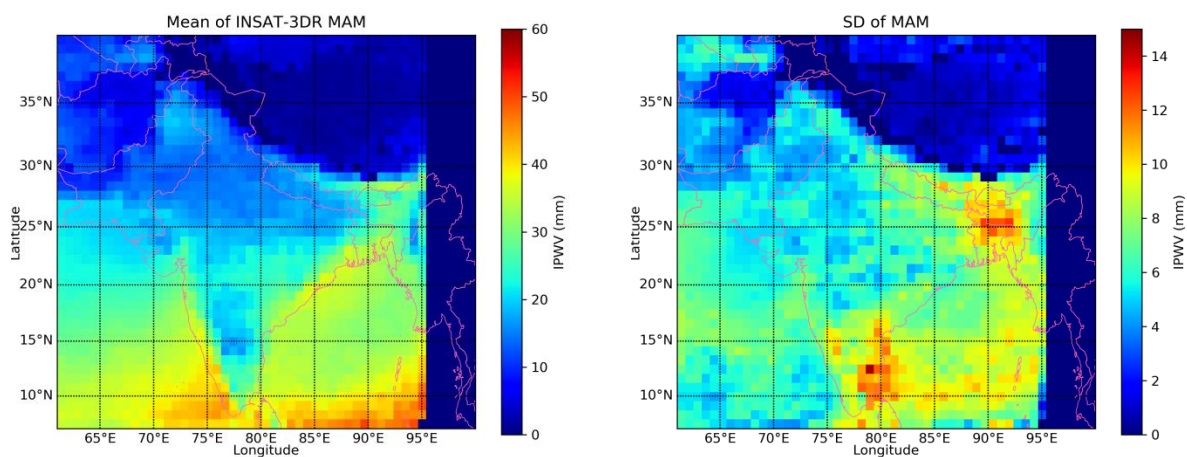 Mean of INSAT-3DR MAM
35°N
30°N
25°N
20°N
15°N
10°N
Latitude
65°E 70°E 75°E 80°E 85°E 90°E 95°E
Longitude
60
50
40
30
20
10
0
IPWV (mm)
SD of MAM
35°N
30°N
25°N
20°N
15°N
10°N
Latitude
65°E 70°E 75°E 80°E 85°E 90°E 95°E
Longitude
14
12
10
8
6
4
2
0
IPWV (mm)